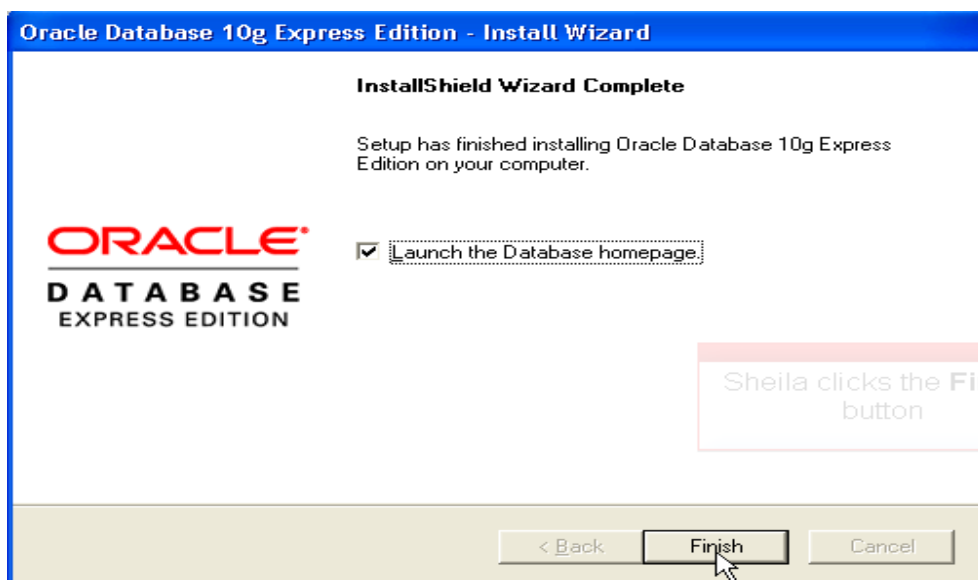 Oracle Database 10g Express Edition - Install Wizard
InstallShield Wizard Complete
Setup has finished installing Oracle Database 10g Express
Edition on your computer.
ORACLE®
DATABASE
EXPRESS EDITION
Launch the Database homepage.
Sheila clicks the Fi
button
< Back
Finish
Cancel